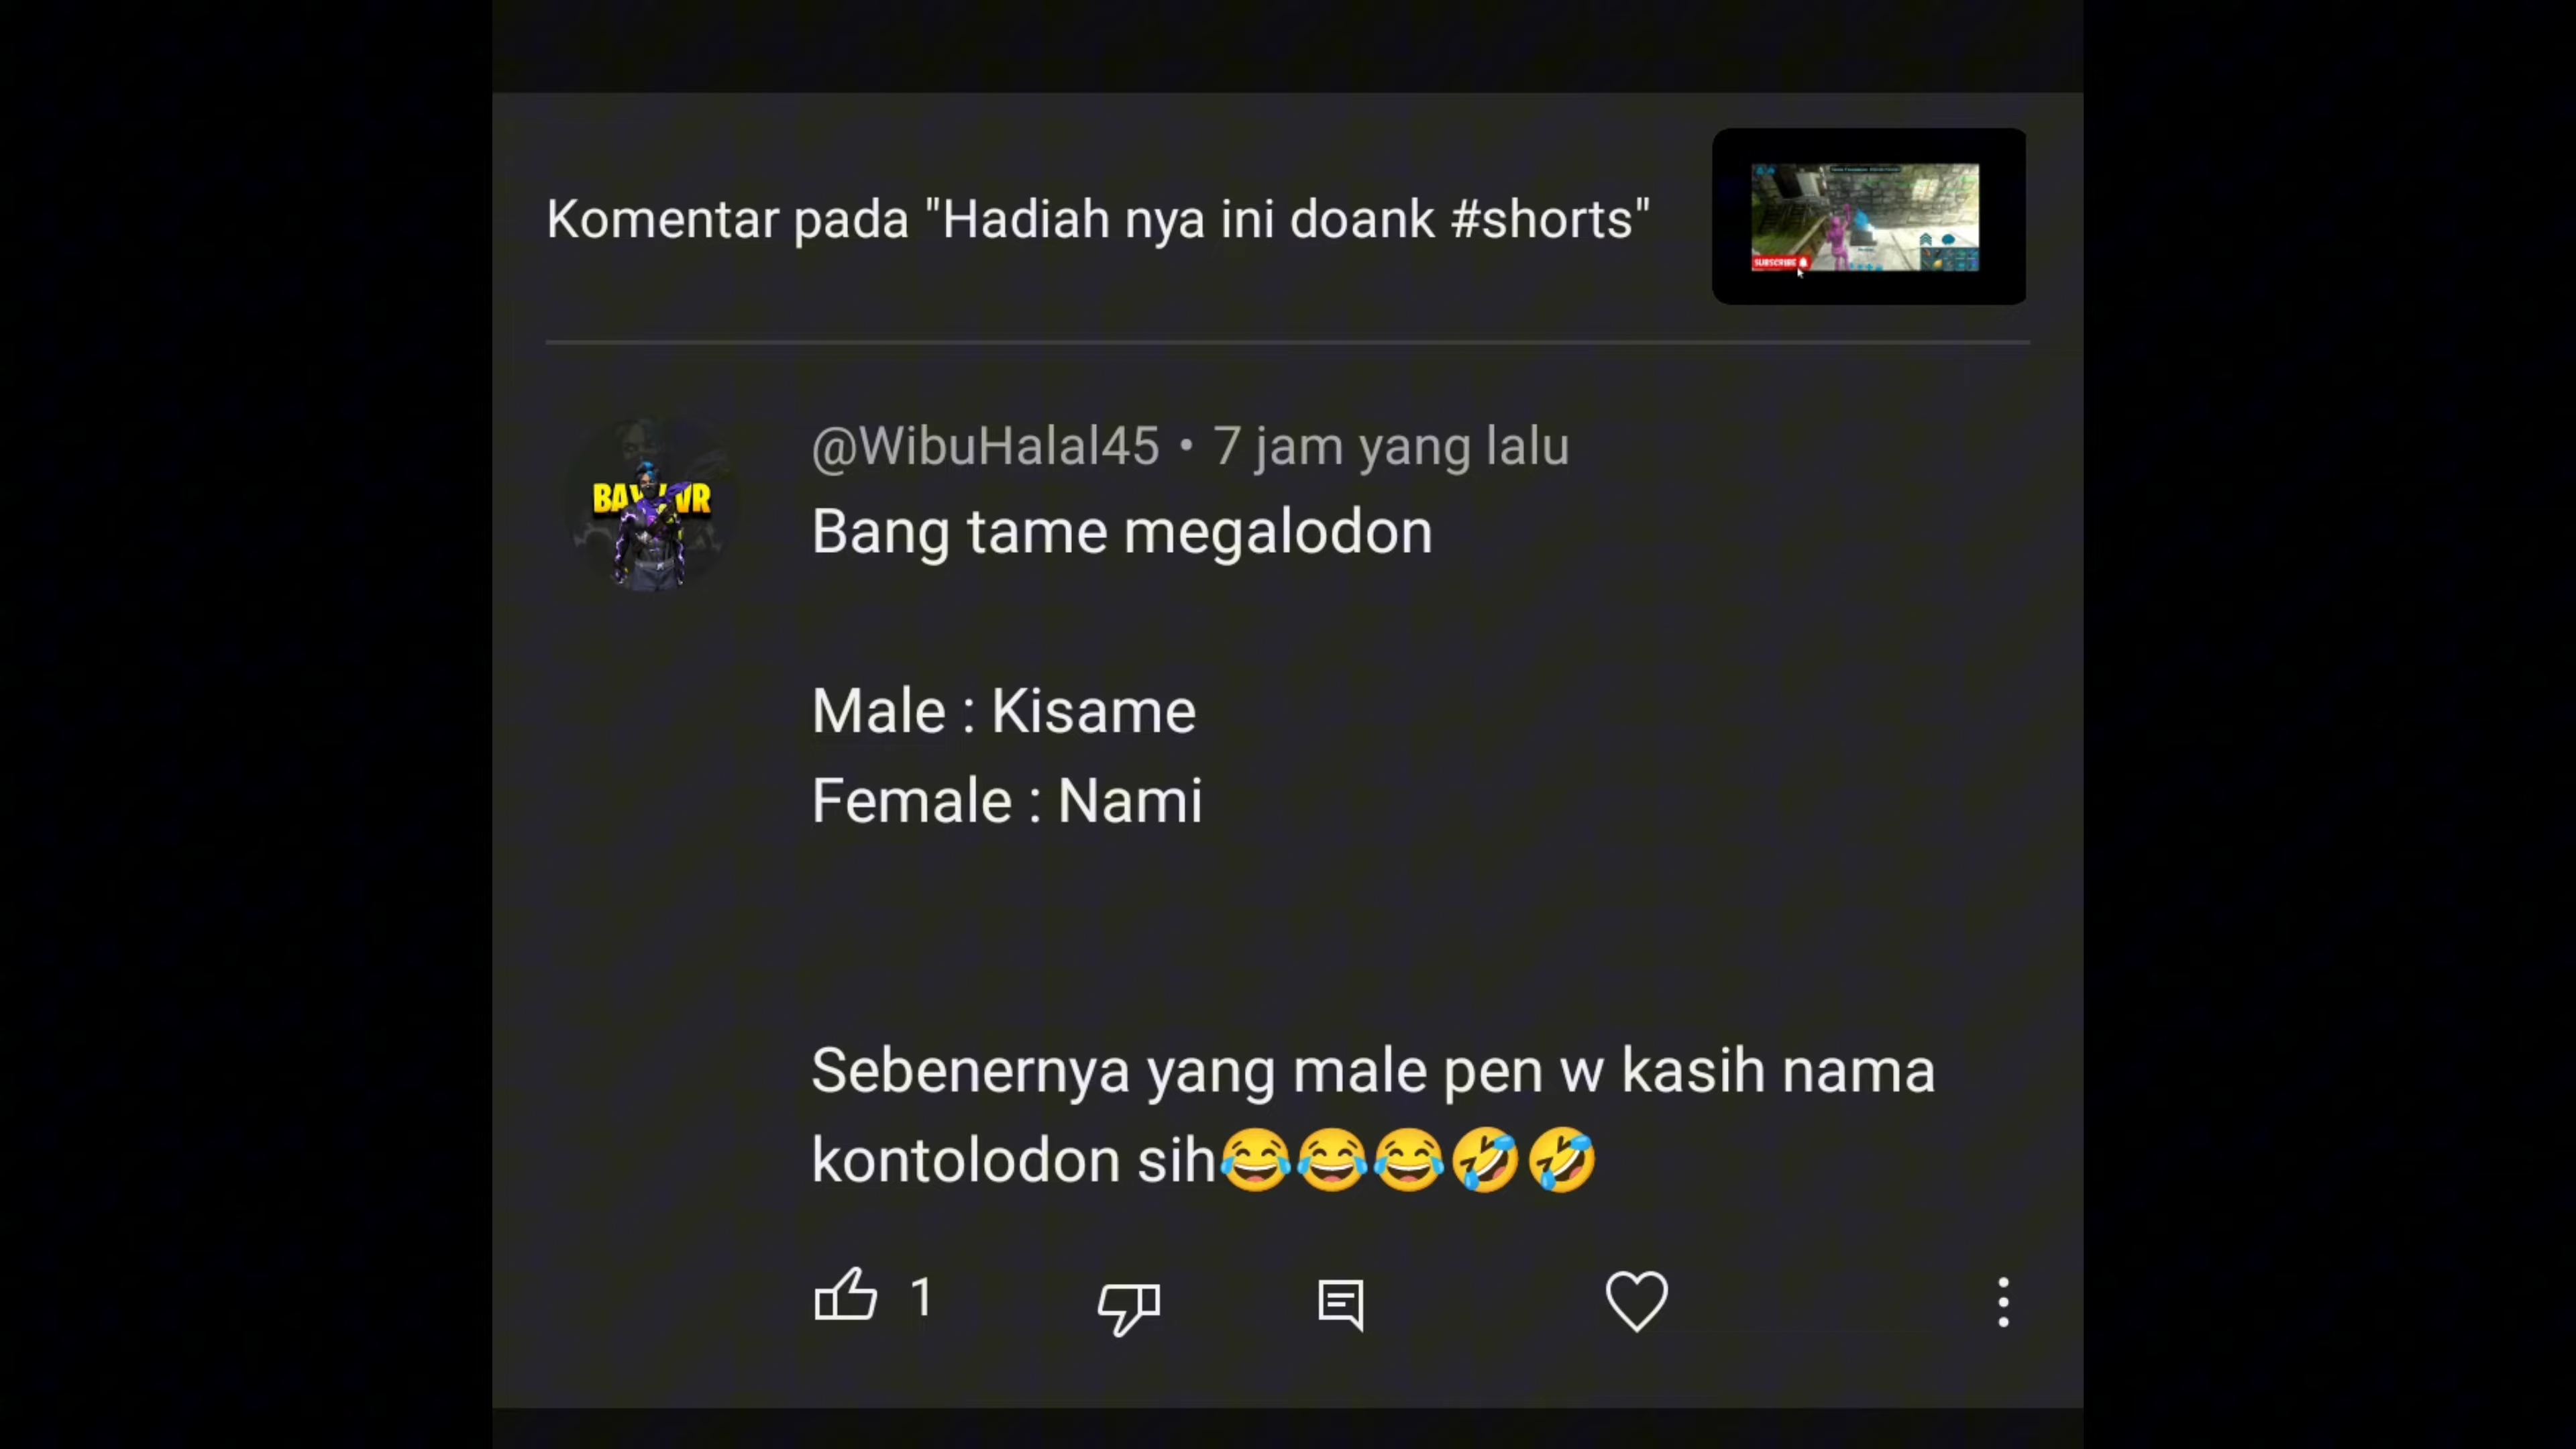 Komentar pada "Hadiah nya ini doank #shorts"
SUBSCRIBE
@WibuHalal45 • 7 jam yang lalu
Bang tame megalodon
Male : Kisame
Female : Nami
Sebenernya yang male pen w kasih nama
kontolodon sih😂😂😂🤣🤣
1